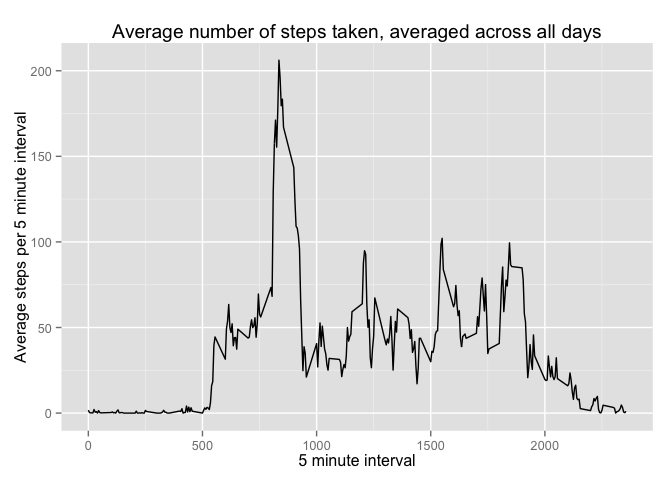 Average number of steps taken, averaged across all days
Average steps per 5 minute interval
200
150
100
50
0
0 500 1000 1500 2000
5 minute interval